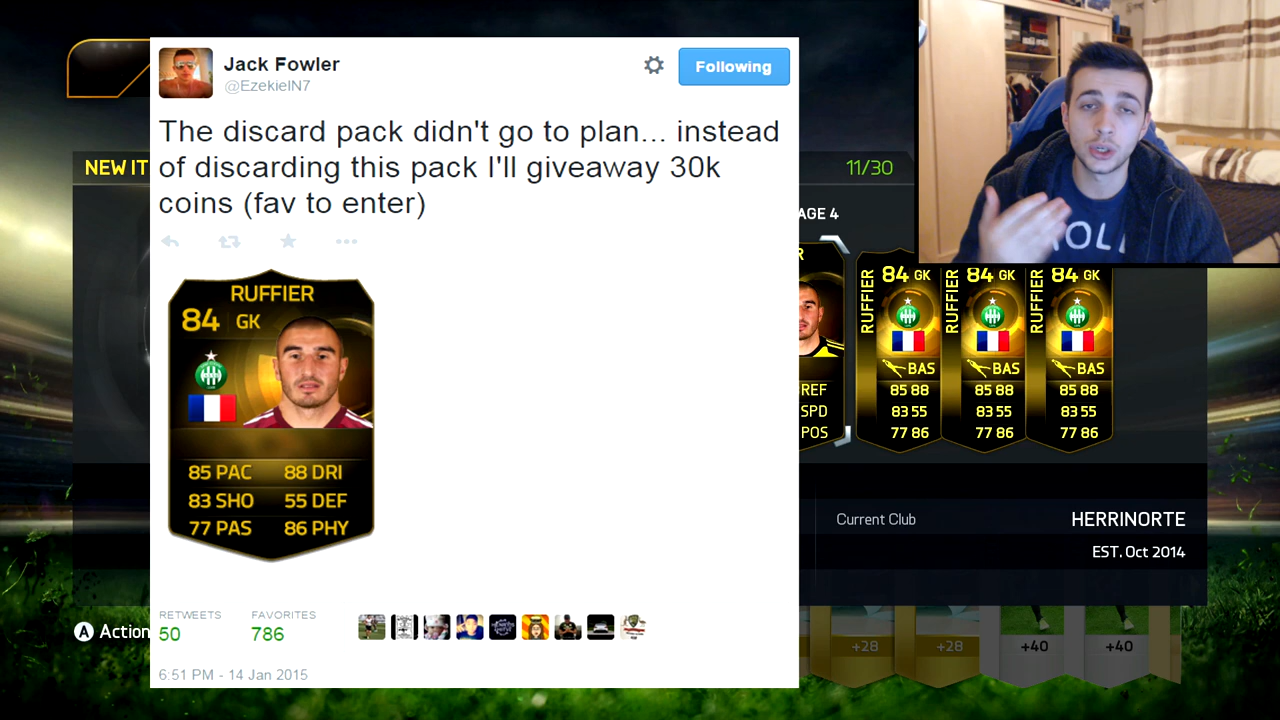 Jack Fowler
@EzekielN7
Following
The discard pack didn't go to plan... instead
of discarding this pack I'll giveaway 30k
coins (fav to enter)
RUFFIER
84 GK
85 PAC 88 DRI
83 SHO 55 DEF
77 PAS 86 PHY
RETWEETS FAVORITES
50 786
6:51 PM - 14 Jan 2015
NEW IT
11/30
AGE 4
R
REF
SPD
POS
84 GK
RUFFIER
BAS
85 88
83 55
77 86
84 GK
RUFFIER
BAS
85 88
83 55
77 86
84 GK
RUFFIER
BAS
85 88
83 55
77 86
OLL
Current Club HERRINORTE
EST. Oct 2014
A Action
+28 +28 +40 +40